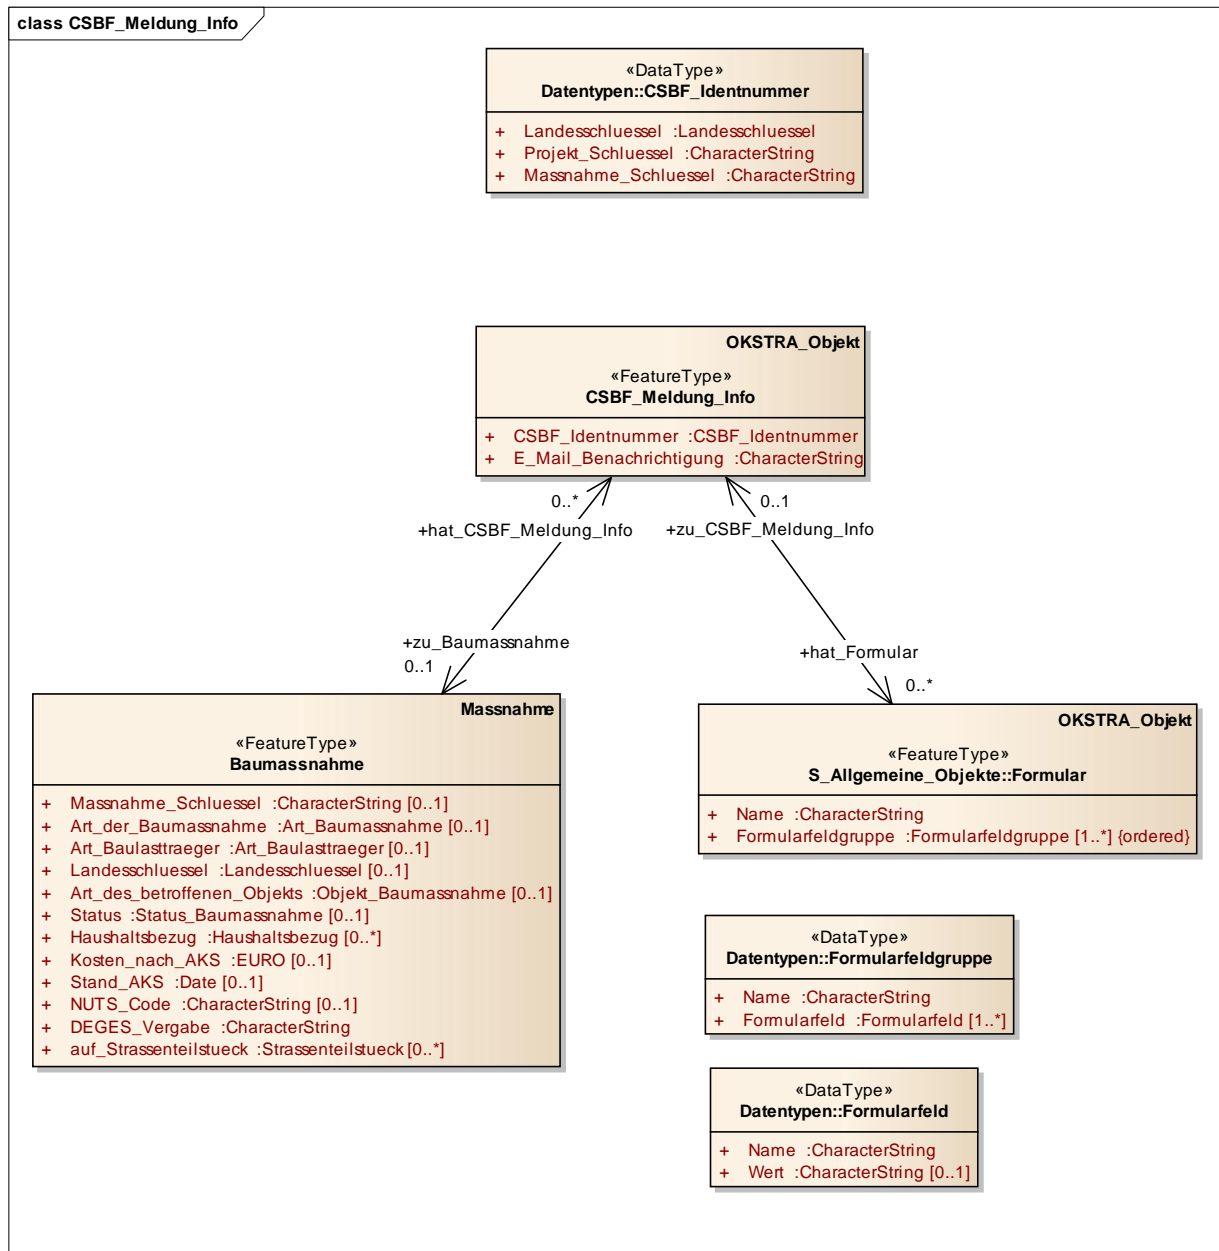 class CSBF_Meldung_Info
«DataType»
Datentypen::CSBF_Identnummer
+ Landesschluessel :Landesschluessel
+ Projekt_Schluessel :CharacterString
+ Massnahme_Schluessel :CharacterString
OKSTRA_Objekt
«FeatureType»
CSBF_Meldung_Info
+ CSBF_Identnummer :CSBF_Identnummer
+ E_Mail_Benachrichtigung :CharacterString
0..*
+hat_CSBF_Meldung_Info
0..1
+zu_CSBF_Meldung_Info
+zu_Baumassnahme
0..1
+hat_Formular
0..*
Massnahme
«FeatureType»
Baumassnahme
+ Massnahme_Schluessel :CharacterString [0..1]
+ Art_der_Baumassnahme :Art_Baumassnahme [0..1]
+ Art_Baulasttraeger :Art_Baulasttraeger [0..1]
+ Landesschluessel :Landesschluessel [0..1]
+ Art_des_betroffenen_Objekts :Objekt_Baumassnahme [0..1]
+ Status :Status_Baumassnahme [0..1]
+ Haushaltsbezug :Haushaltsbezug [0..*]
+ Kosten_nach_AKS :EURO [0..1]
+ Stand_AKS :Date [0..1]
+ NUTS_Code :CharacterString [0..1]
+ DEGES_Vergabe :CharacterString
+ auf_Strassenteilstueck :Strassenteilstueck [0..*]
OKSTRA_Objekt
«FeatureType»
S_Allgemeine_Objekte::Formular
+ Name :CharacterString
+ Formularfeldgruppe :Formularfeldgruppe [1..*] {ordered}
«DataType»
Datentypen::Formularfeldgruppe
+ Name :CharacterString
+ Formularfeld :Formularfeld [1..*]
«DataType»
Datentypen::Formularfeld
+ Name :CharacterString
+ Wert :CharacterString [0..1]